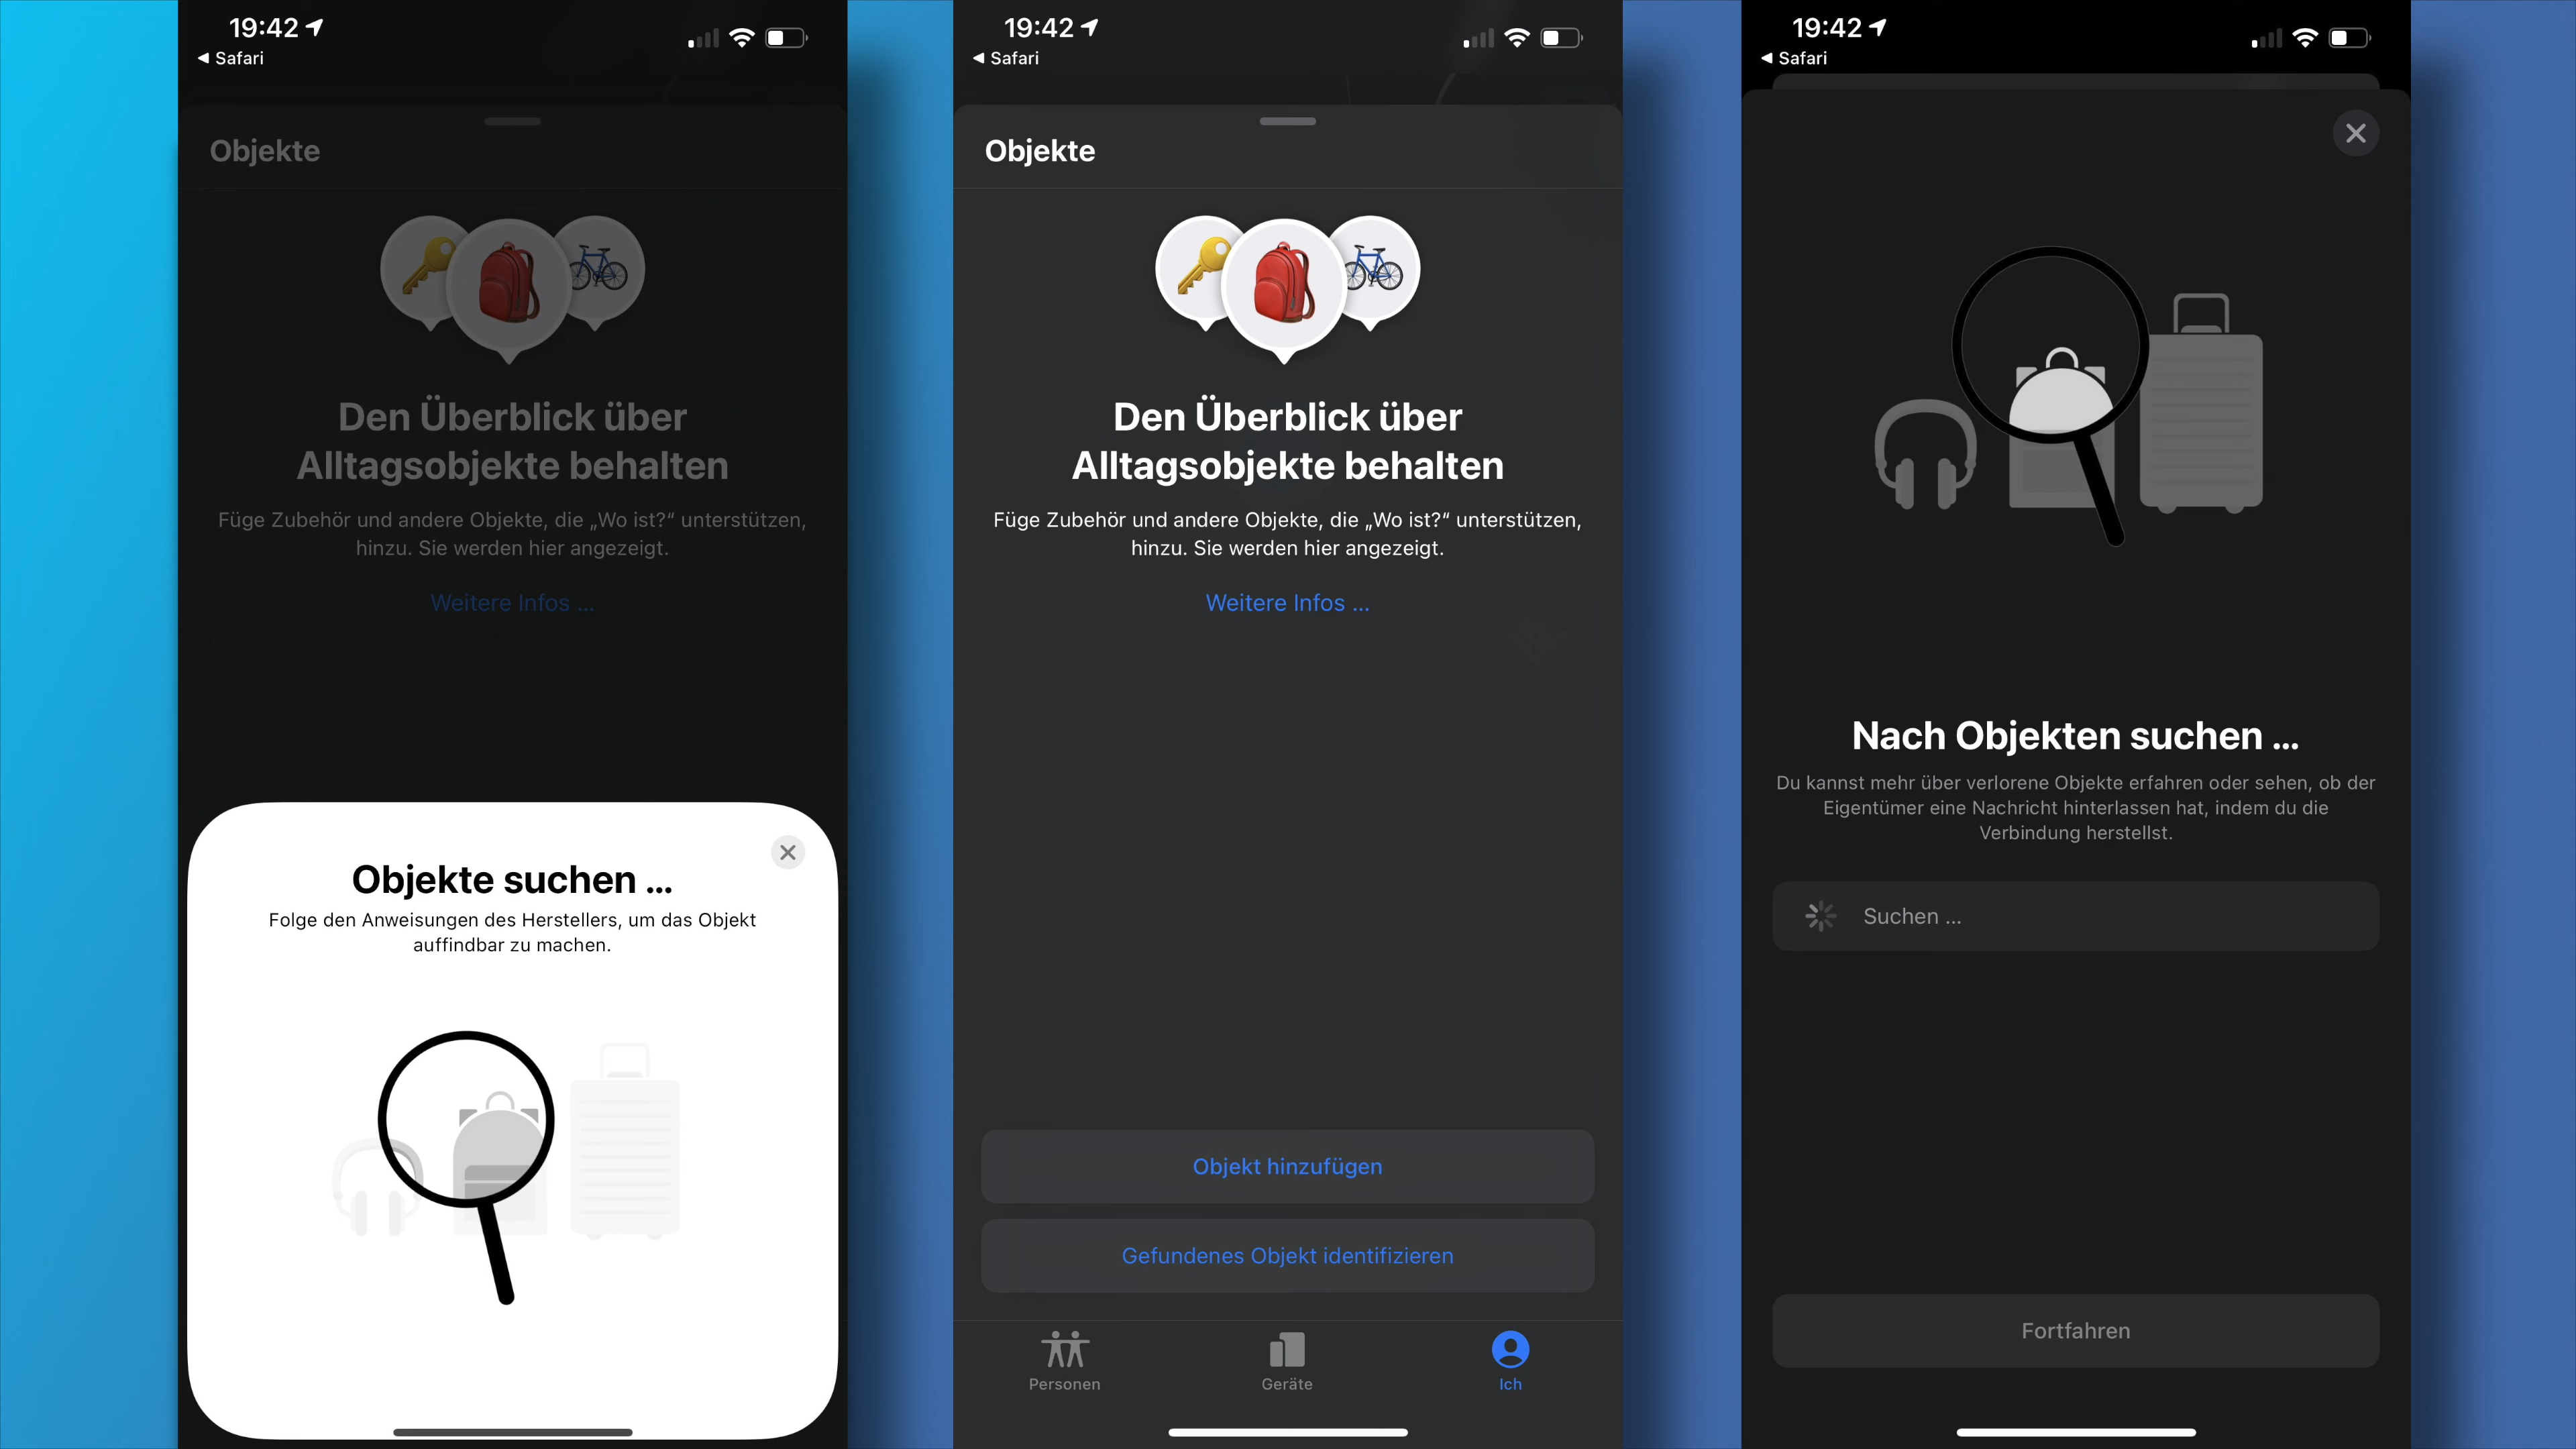 19:42
Safari
Objekte
Den Überblick über
Alltagsobjekte behalten
Füge Zubehör und andere Objekte, die „Wo ist?“ unterstützen,
hinzu. Sie werden hier angezeigt.
Weitere Infos ...
Objekte suchen ...
Folge den Anweisungen des Herstellers, um das Objekt
auffindbar zu machen.
19:42
Safari
Objekte
Den Überblick über
Alltagsobjekte behalten
Füge Zubehör und andere Objekte, die „Wo ist?“ unterstützen,
hinzu. Sie werden hier angezeigt.
Weitere Infos ...
Objekt hinzufügen
Gefundenes Objekt identifizieren
Personen
Geräte
Ich
19:42
Safari
Nach Objekten suchen ...
Du kannst mehr über verlorene Objekte erfahren oder sehen, ob der
Eigentümer eine Nachricht hinterlassen hat, indem du die
Verbindung herstellst.
Suchen ...
Fortfahren